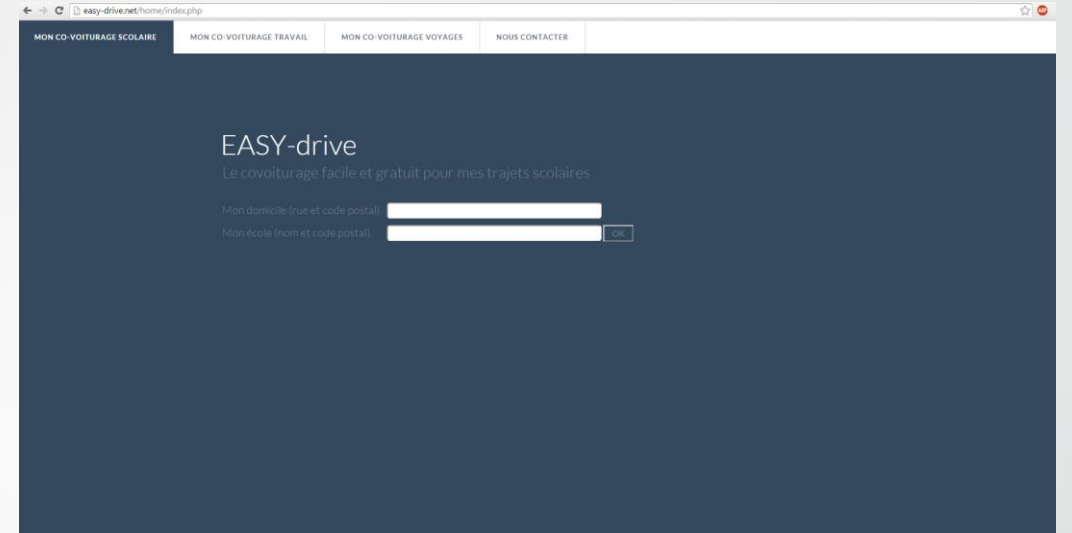 easy-drive.net/home/index.php
MON CO-VOITURAGE SCOLAIRE MON CO-VOITURAGE TRAVAIL MON CO-VOITURAGE VOYAGES NOUS CONTACTER
EASY-drive
Le covoiturage facile et gratuit pour mes trajets scolaires
Mon domicile (rue et code postal)
Mon école (nom et code postal) OK